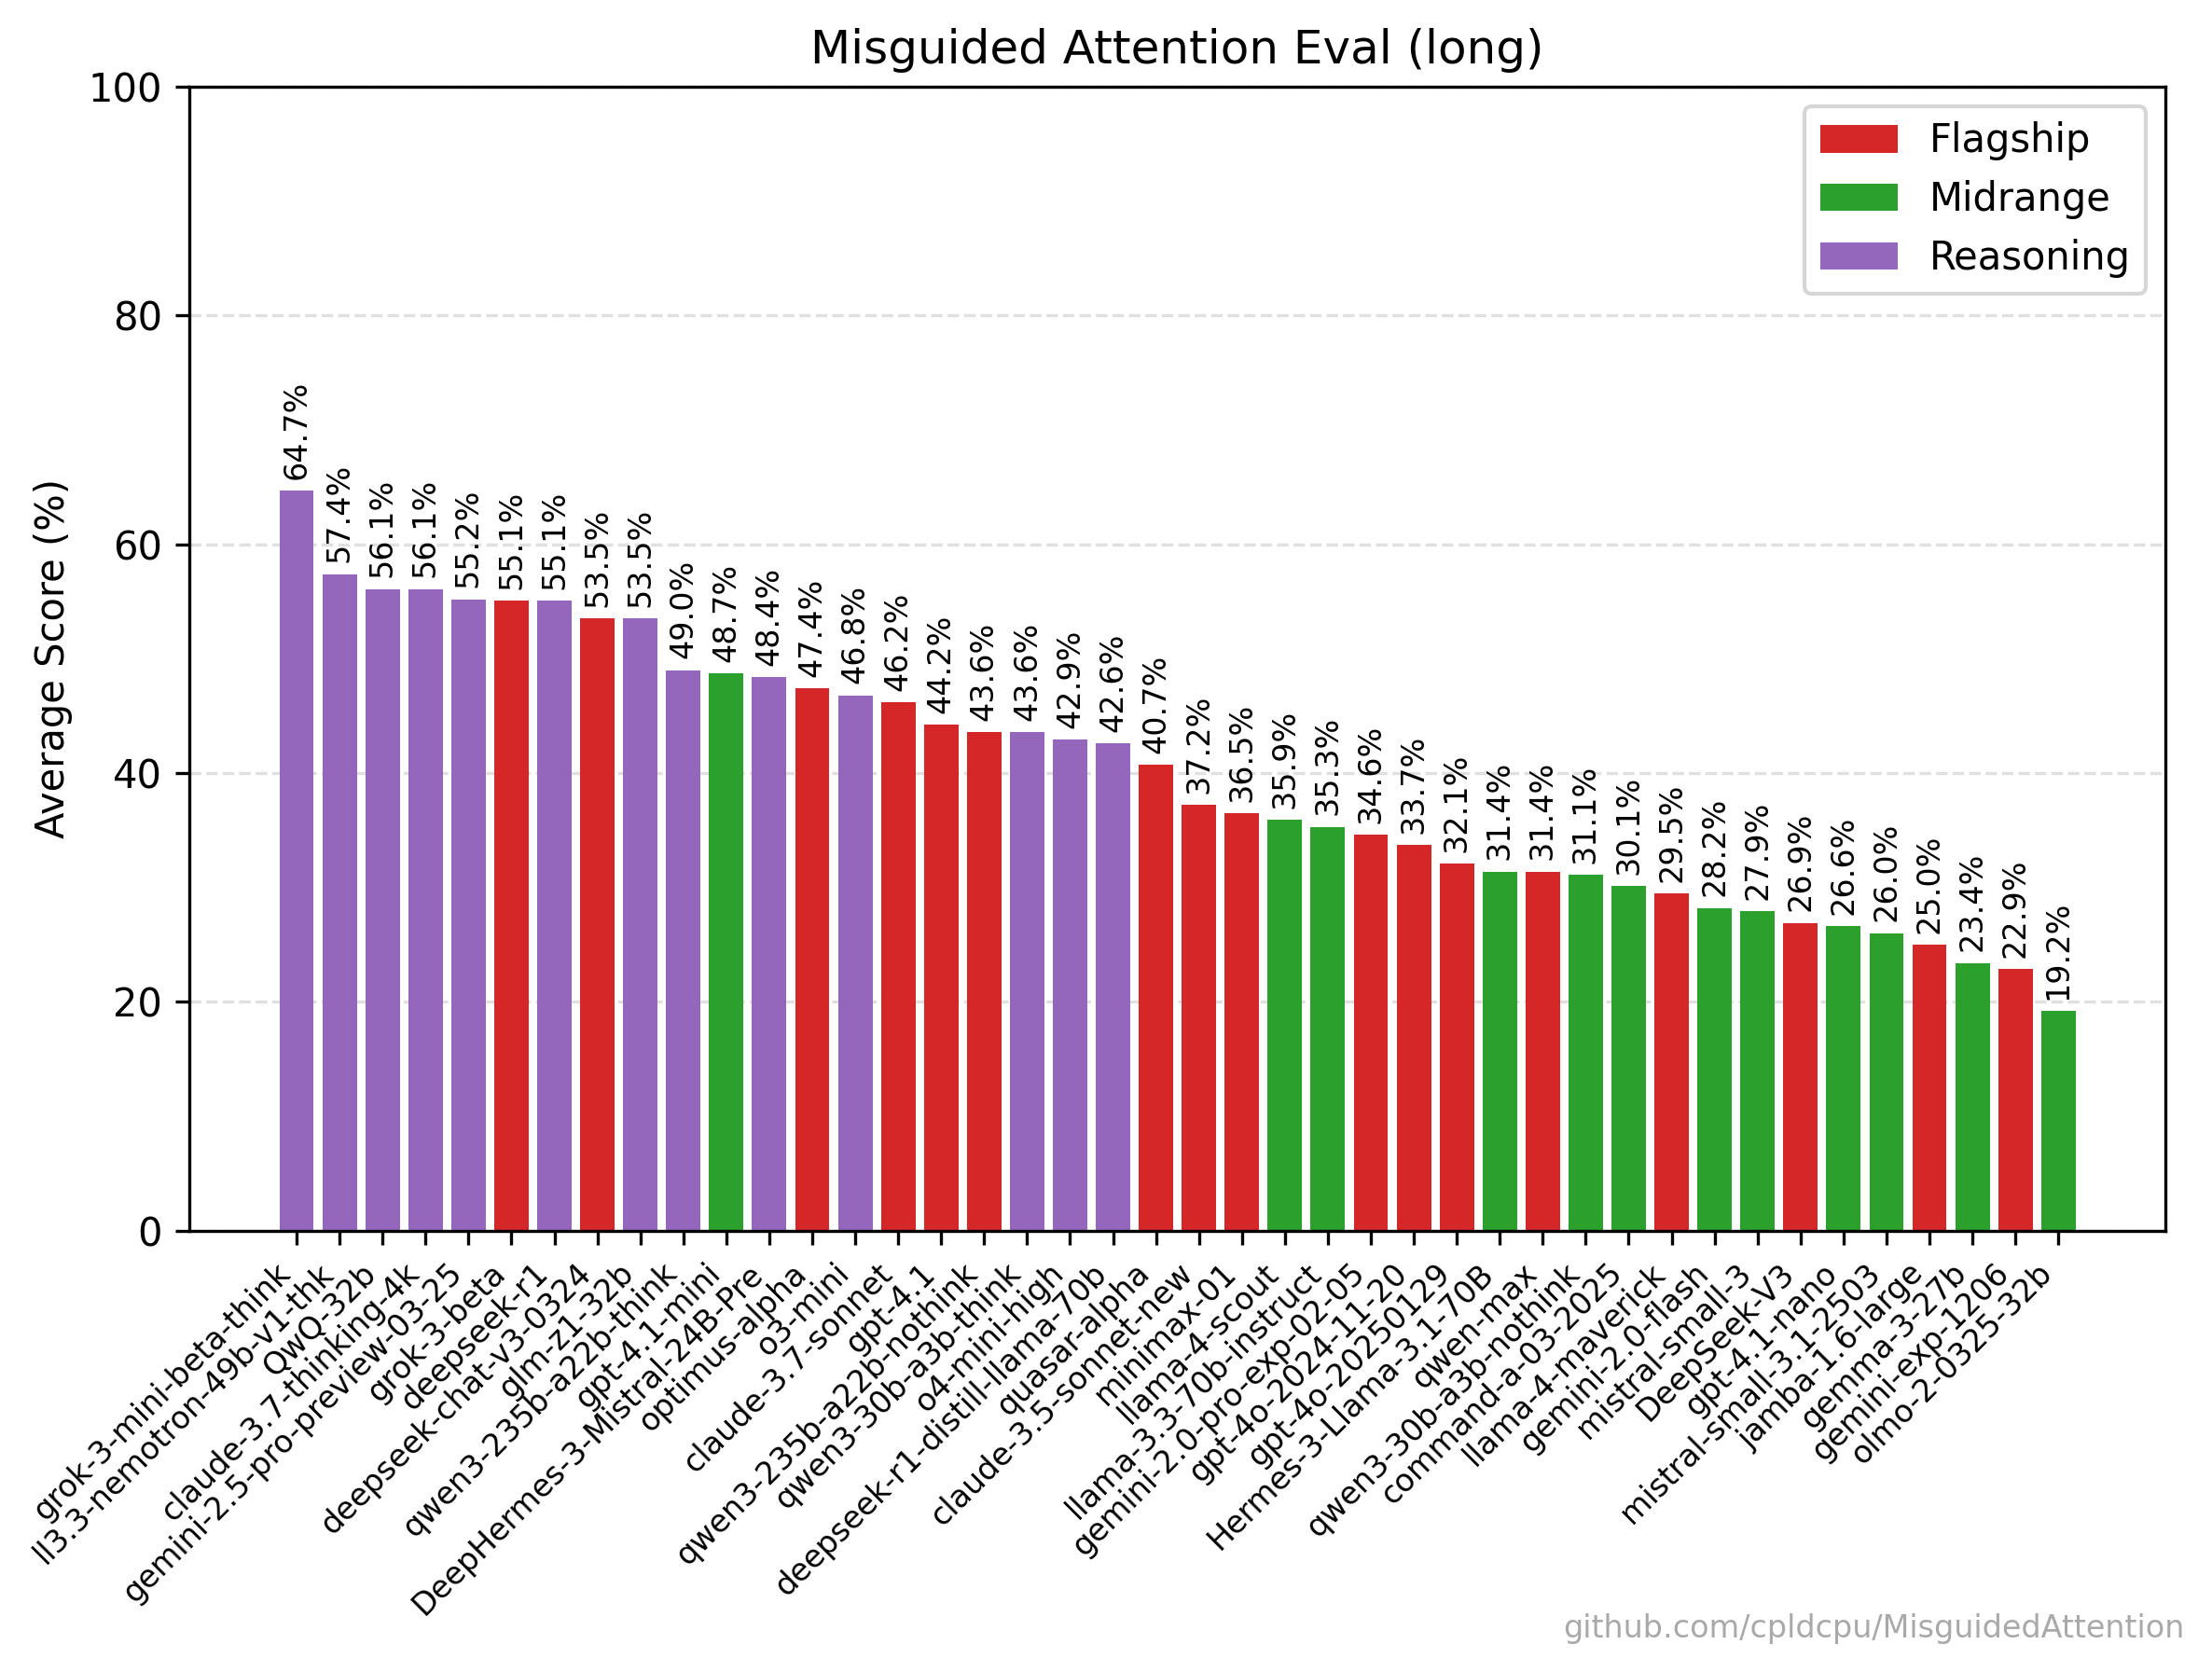 Misguided Attention Eval (long)
Average Score (%)
100
80
60
40
20
0
Flagship
Midrange
Reasoning
64.7%
57.4%
56.1%
56.1%
55.2%
55.1%
55.1%
53.5%
53.5%
49.0%
48.7%
48.4%
47.4%
46.8%
46.2%
44.2%
43.6%
43.6%
42.9%
42.6%
40.7%
37.2%
36.5%
35.9%
35.3%
34.6%
33.7%
32.1%
31.4%
31.4%
31.1%
30.1%
29.5%
28.2%
27.9%
26.9%
26.6%
26.0%
25.0%
23.4%
22.9%
19.2%
grok-3-mini-beta-think
ll3.3-nemotron-49b-v1-thk
QwQ-32b
claude-3.7-thinking-4k
gemini-2.5-pro-preview-03-25
grok-3-beta
deepseek-r1
deepseek-chat-v3-0324
glm-z1-32b
qwen3-235b-a22b-think
gpt-4.1-mini
DeepHermes-3-Mistral-24B-Pre
optimus-alpha
o3-mini
claude-3.7-sonnet
gpt-4.1
qwen3-235b-a22b-nothink
qwen3-30b-a3b-think
o4-mini-high
deepseek-r1-distill-llama-70b
quasar-alpha
claude-3.5-sonnet-new
minimax-01
llama-4-scout
llama-3.3-70b-instruct
gemini-2.0-pro-exp-02-05
gpt-4o-2024-11-20
gpt-4o-20250129
Hermes-3-Llama-3.1-70B
qwen-max
qwen3-30b-a3b-nothink
command-a-03-2025
llama-4-maverick
gemini-2.0-flash
mistral-small-3
DeepSeek-V3
gpt-4.1-nano
mistral-small-3.1-2503
jamba-1.6-large
gemma-3-27b
gemini-exp-1206
olmo-2-0325-32b
github.com/cpldcpu/MisguidedAttention